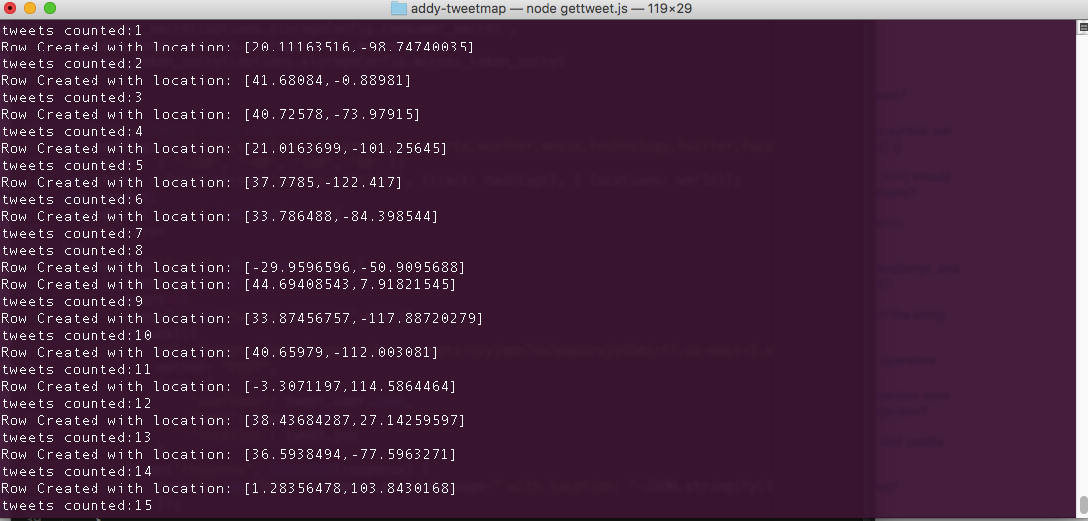 addy-tweetmap — node gettweet.js — 119×29
tweets counted:1
Row Created with location: [20.11163516,-98.74740035]
tweets counted:2
Row Created with location: [41.68084,-0.88981]
tweets counted:3
Row Created with location: [40.72578,-73.97915]
tweets counted:4
Row Created with location: [21.0163699,-101.25645]
tweets counted:5
Row Created with location: [37.7785,-122.417]
tweets counted:6
Row Created with location: [33.786488,-84.398544]
tweets counted:7
tweets counted:8
Row Created with location: [-29.9596596,-50.9095688]
Row Created with location: [44.69408543,7.91821545]
tweets counted:9
Row Created with location: [33.87456757,-117.88720279]
tweets counted:10
Row Created with location: [40.65979,-112.003081]
tweets counted:11
Row Created with location: [-3.3071197,114.5864464]
tweets counted:12
Row Created with location: [38.43684287,27.14259597]
tweets counted:13
Row Created with location: [36.5938494,-77.5963271]
tweets counted:14
Row Created with location: [1.28356478,103.8430168]
tweets counted:15